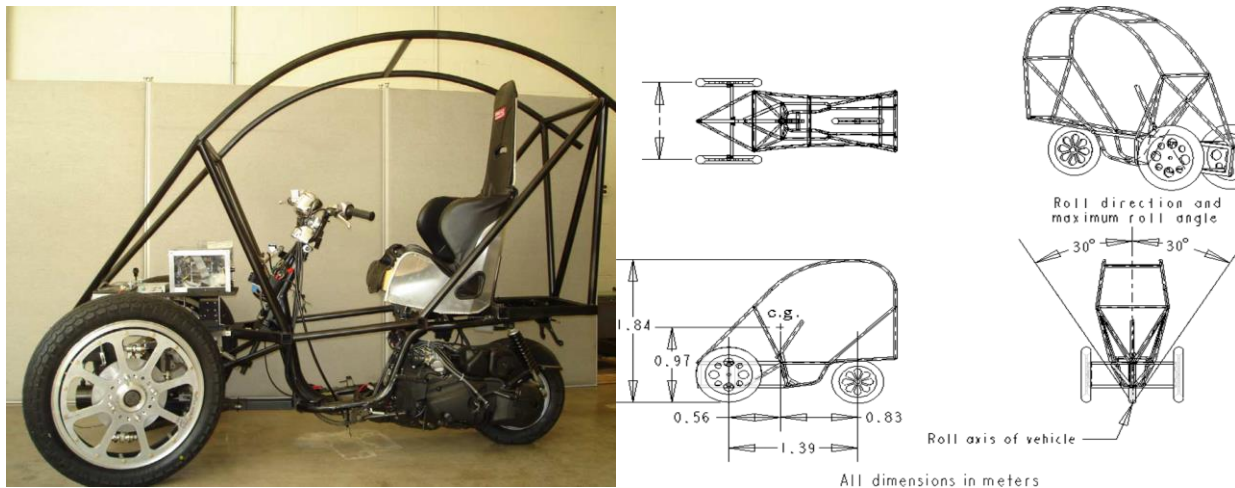 Roll direction and
maximum roll angle
30° 30°
c.g.
1.84
0.97
0.56 0.83
1.39
Roll axis of vehicle
All dimensions in meters